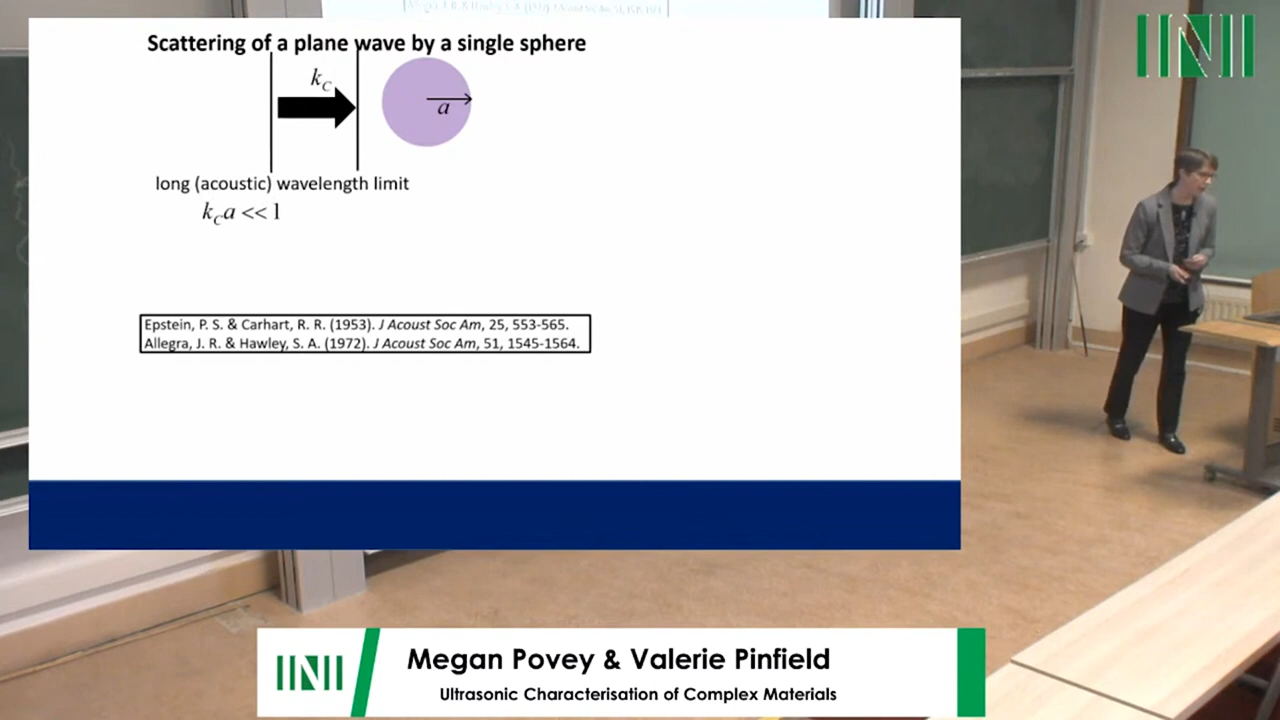 Scattering of a plane wave by a single sphere
k_C
a
long (acoustic) wavelength limit
k_C a << 1
Epstein, P. S. & Carhart, R. R. (1953). J Acoust Soc Am, 25, 553-565.
Allegra, J. R. & Hawley, S. A. (1972). J Acoust Soc Am, 51, 1545-1564.
Megan Povey & Valerie Pinfield
Ultrasonic Characterisation of Complex Materials